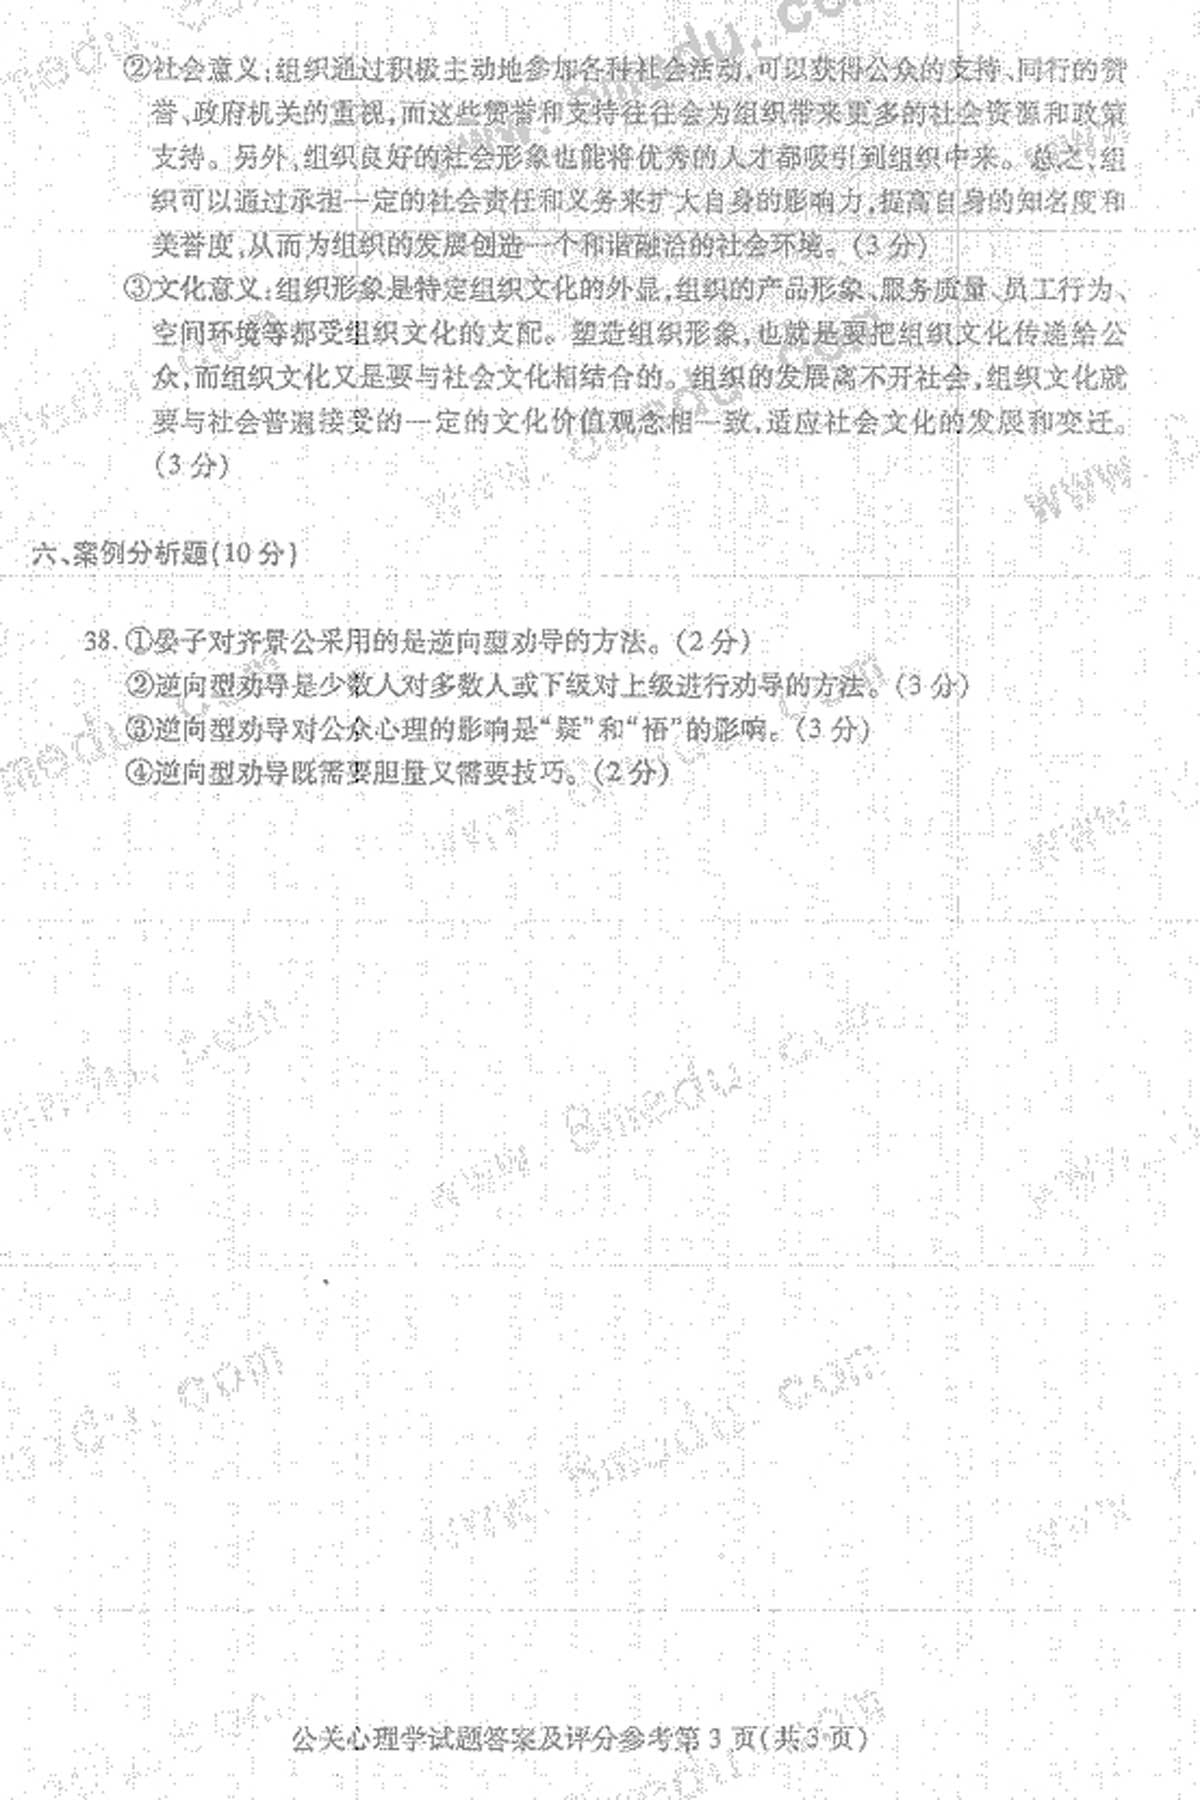 ②社会意义:组织通过积极主动地参加各种社会活动,可以获得公众的支持、同行的赞
誉、政府机关的重视,而这些赞誉和支持往往会为组织带来更多的社会资源和政策
支持。另外,组织良好的社会形象也能将优秀的人才都吸引到组织中来。总之,组
织可以通过承担一定的社会责任和义务来扩大自身的影响力,提高自身的知名度和
美誉度,从而为组织的发展创造一个和谐融洽的社会环境。(3分)
③文化意义:组织形象是特定组织文化的外显,组织的产品形象、服务质量、员工行为、
空间环境等都受组织文化的支配。塑造组织形象,也就是要把组织文化传递给公
众,而组织文化又是要与社会文化相结合的。组织的发展离不开社会,组织文化就
要与社会普遍接受的一定的文化价值观念相一致,适应社会文化的发展和变迁。
(3分)
六、案例分析题(10分)
38.①晏子对齐景公采用的是逆向型劝导的方法。(2分)
②逆向型劝导是少数人对多数人或下级对上级进行劝导的方法。(3分)
③逆向型劝导对公众心理的影响是“疑”和“悟”的影响。(3分)
④逆向型劝导既需要胆量又需要技巧。(2分)
公关心理学试题答案及评分参考第3页(共3页)